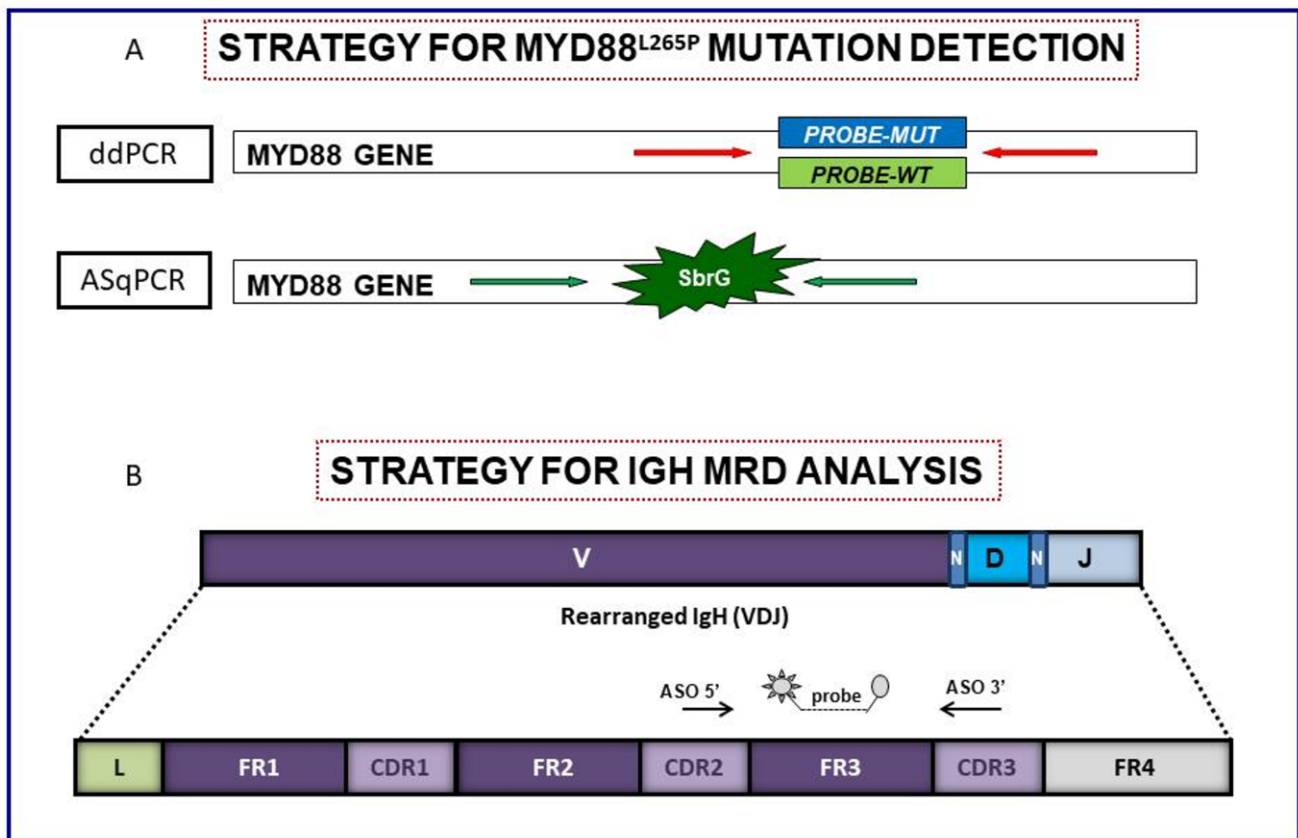 A
STRATEGY FOR MYD88L265P MUTATION DETECTION
ddPCR
MYD88 GENE
PROBE-MUT
PROBE-WT
ASqPCR
MYD88 GENE
SbrG
B
STRATEGY FOR IGH MRD ANALYSIS
V N D N J
Rearranged IgH (VDJ)
ASO 5’ probe ASO 3’
L FR1 CDR1 FR2 CDR2 FR3 CDR3 FR4